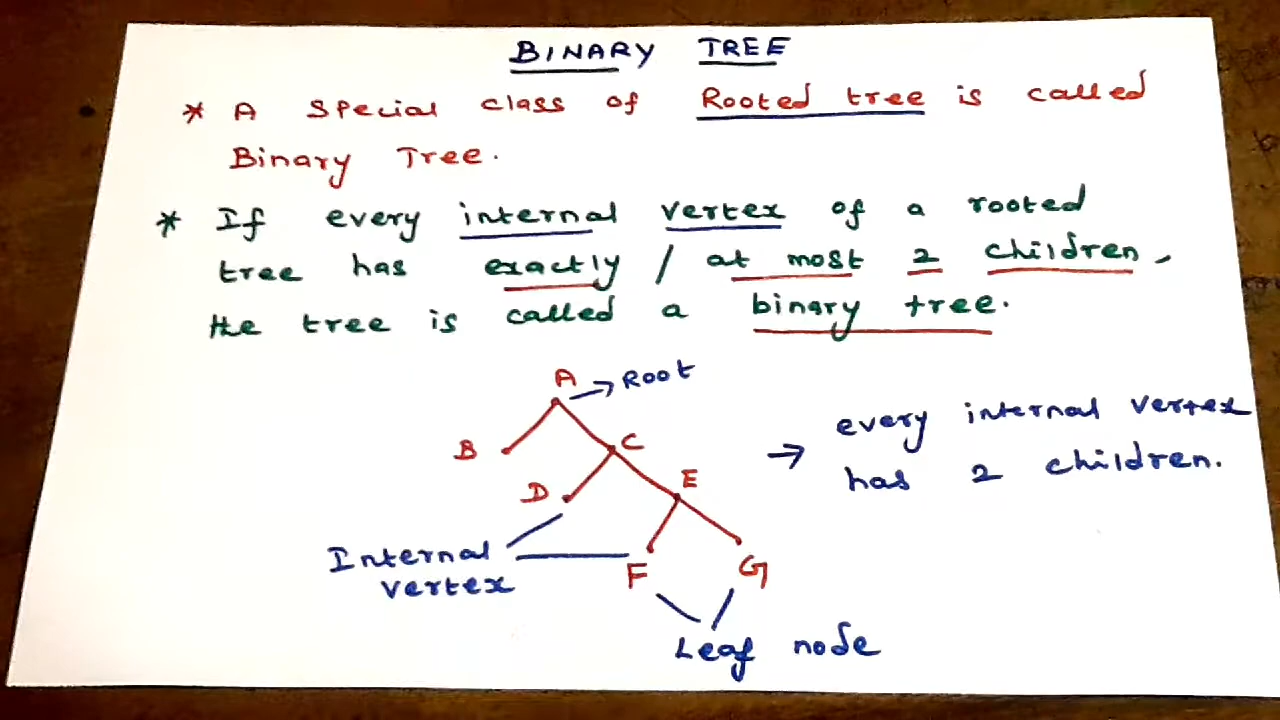 BINARY TREE
* A special class of Rooted tree is called
Binary Tree.
* If every internal vertex of a rooted
tree has exactly / at most 2 children,
the tree is called a binary tree.
A → Root
B
C
D
E
→ every internal vertex
has 2 children.
Internal
vertex
F
G
Leaf node